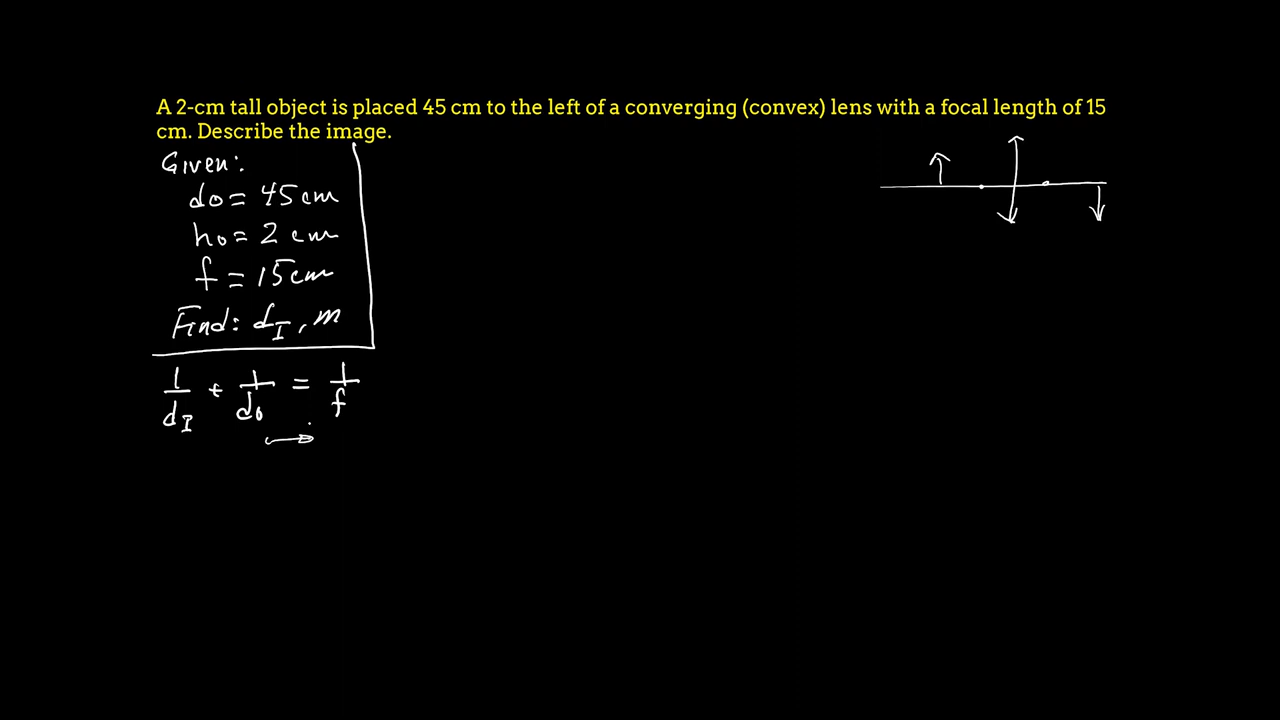 A 2-cm tall object is placed 45 cm to the left of a converging (convex) lens with a focal length of 15
cm. Describe the image.
Given:
do = 45 cm
ho = 2 cm
f = 15 cm
Find: dI, m
1/dI + 1/do = 1/f